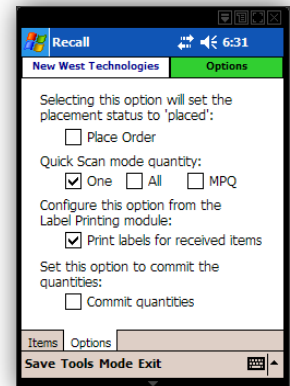 Recall 6:31
New West Technologies Options
Selecting this option will set the
placement status to 'placed':
Place Order
Quick Scan mode quantity:
One All MPQ
Configure this option from the
Label Printing module:
Print labels for received items
Set this option to commit the
quantities:
Commit quantities
Items Options
Save Tools Mode Exit